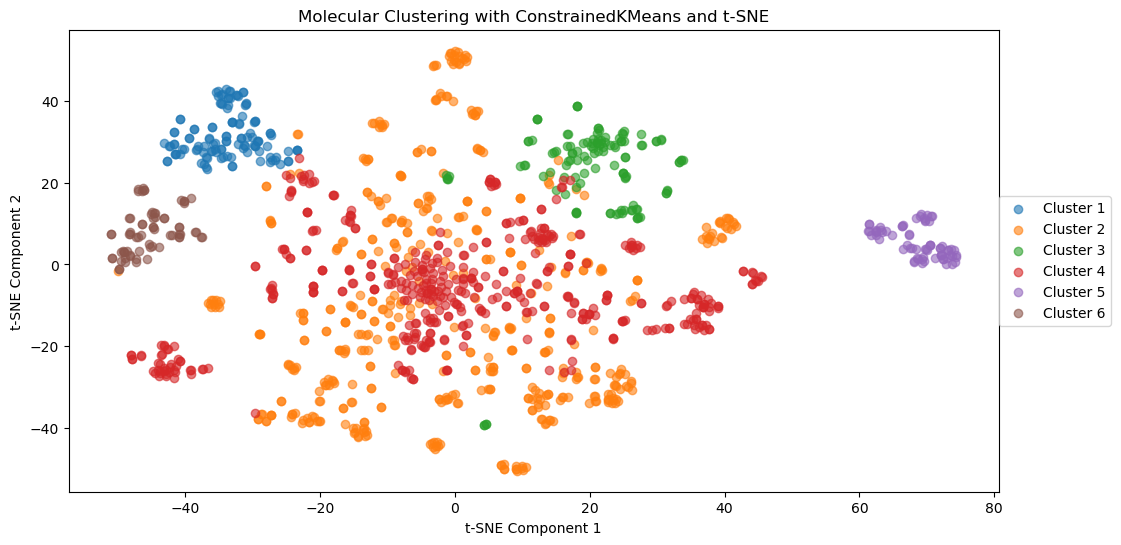 Molecular Clustering with ConstrainedKMeans and t-SNE
t-SNE Component 2
40
20
0
−20
−40
−40
−20
0
20
40
60
80
t-SNE Component 1
Cluster 1
Cluster 2
Cluster 3
Cluster 4
Cluster 5
Cluster 6